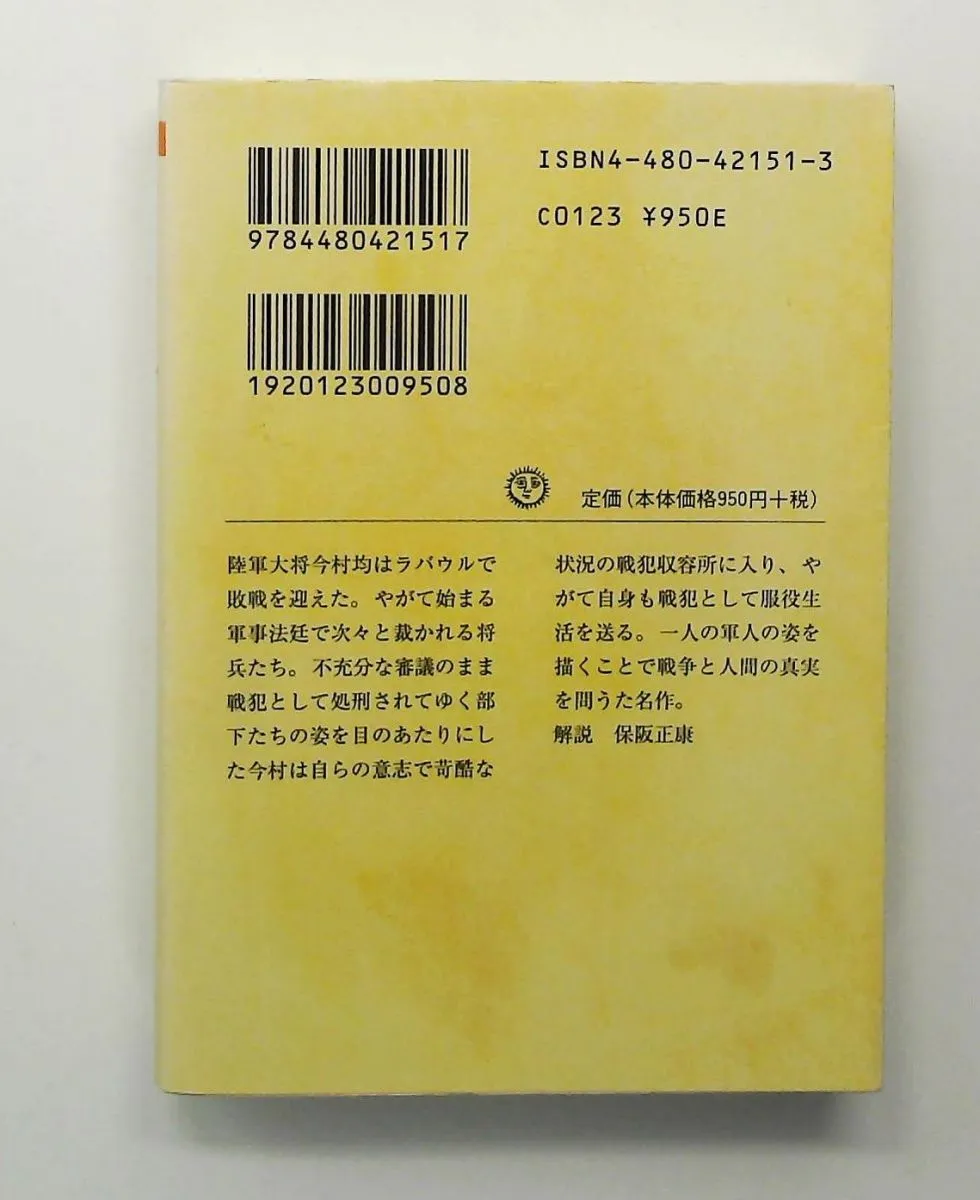 ISBN4-480-42151-3
C0123 ¥950E
9784480421517
1920123009508
定価(本体価格950円+税)
陸軍大将今村均はラバウルで
敗戦を迎えた。やがて始まる
軍事法廷で次々と裁かれる将
兵たち。不充分な審議のまま
戦犯として処刑されてゆく部
下たちの姿を目のあたりにし
た今村は自らの意志で苛酷な
状況の戦犯収容所に入り、や
がて自身も戦犯として服役生
活を送る。一人の軍人の姿を
描くことで戦争と人間の真実
を問うた名作。
解説　保阪正康